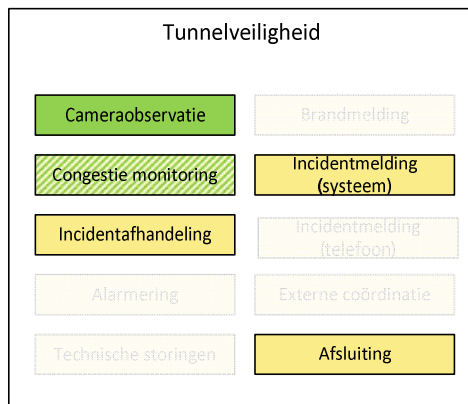 Tunnelveiligheid
Cameraobservatie
Brandmelding
Congestie monitoring
Incidentmelding
(systeem)
Incidentafhandeling
Incidentmelding
(telefoon)
Alarmering
Externe coördinatie
Technische storingen
Afsluiting